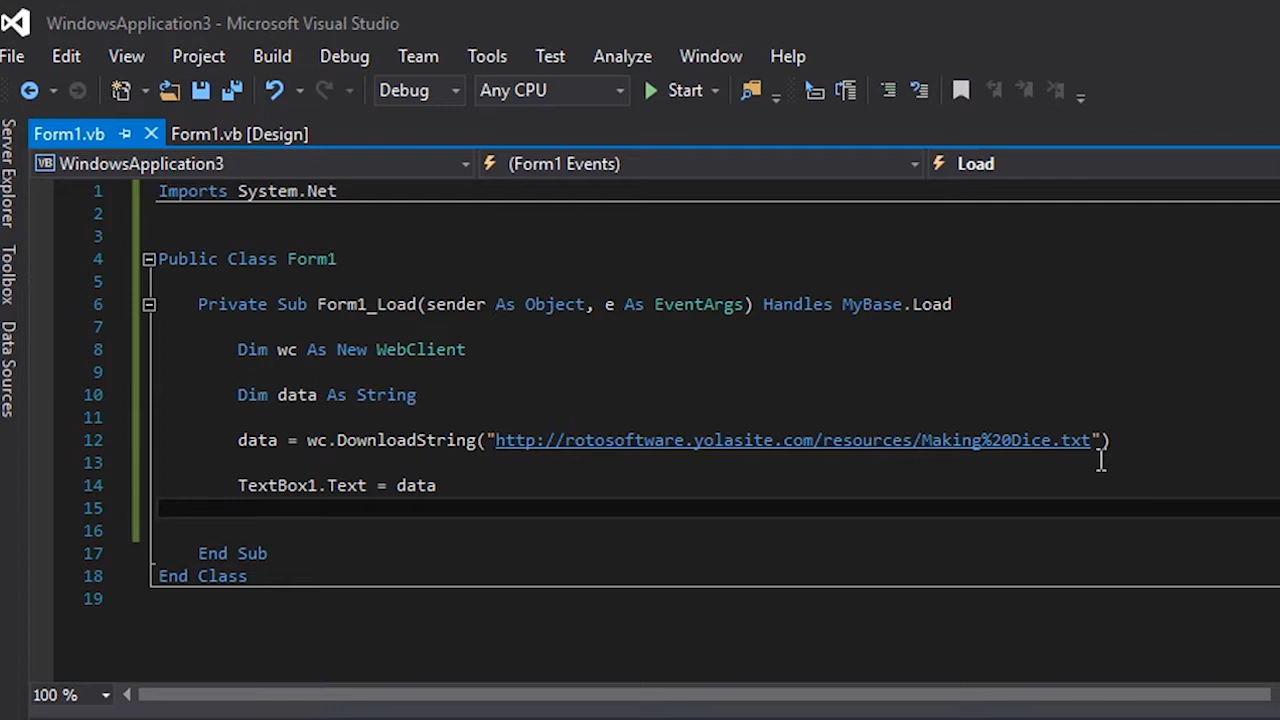 WindowsApplication3 - Microsoft Visual Studio
File Edit View Project Build Debug Team Tools Test Analyze Window Help
Debug Any CPU Start
Form1.vb Form1.vb [Design]
VB WindowsApplication3 (Form1 Events) Load
Server Explorer
Toolbox
Data Sources
1 Imports System.Net
2
3
4 Public Class Form1
5
6 Private Sub Form1_Load(sender As Object, e As EventArgs) Handles MyBase.Load
7
8 Dim wc As New WebClient
9
10 Dim data As String
11
12 data = wc.DownloadString("http://rotosoftware.yolasite.com/resources/Making%20Dice.txt")
13
14 TextBox1.Text = data
15
16
17 End Sub
18 End Class
19
100 %